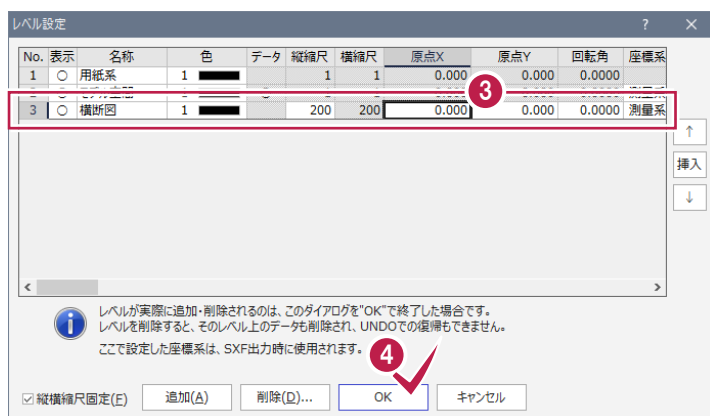 レベル設定 ? ×
No. 表示 名称 色 データ 縦縮尺 横縮尺 原点X 原点Y 回転角 座標系
1 ○ 用紙系 1 1 1 0.000 0.000 0.0000
3 ○ 横断図 1 200 200 0.000 0.000 0.0000 測量系
3
↑
挿入
↓
< >
レベルが実際に追加・削除されるのは、このダイアログを"OK"で終了した場合です。
レベルを削除すると、そのレベル上のデータも削除され、UNDOでの復帰もできません。
ここで設定した座標系は、SXF出力時に使用されます。
4
縦横縮尺固定(F) 追加(A) 削除(D)... OK キャンセル